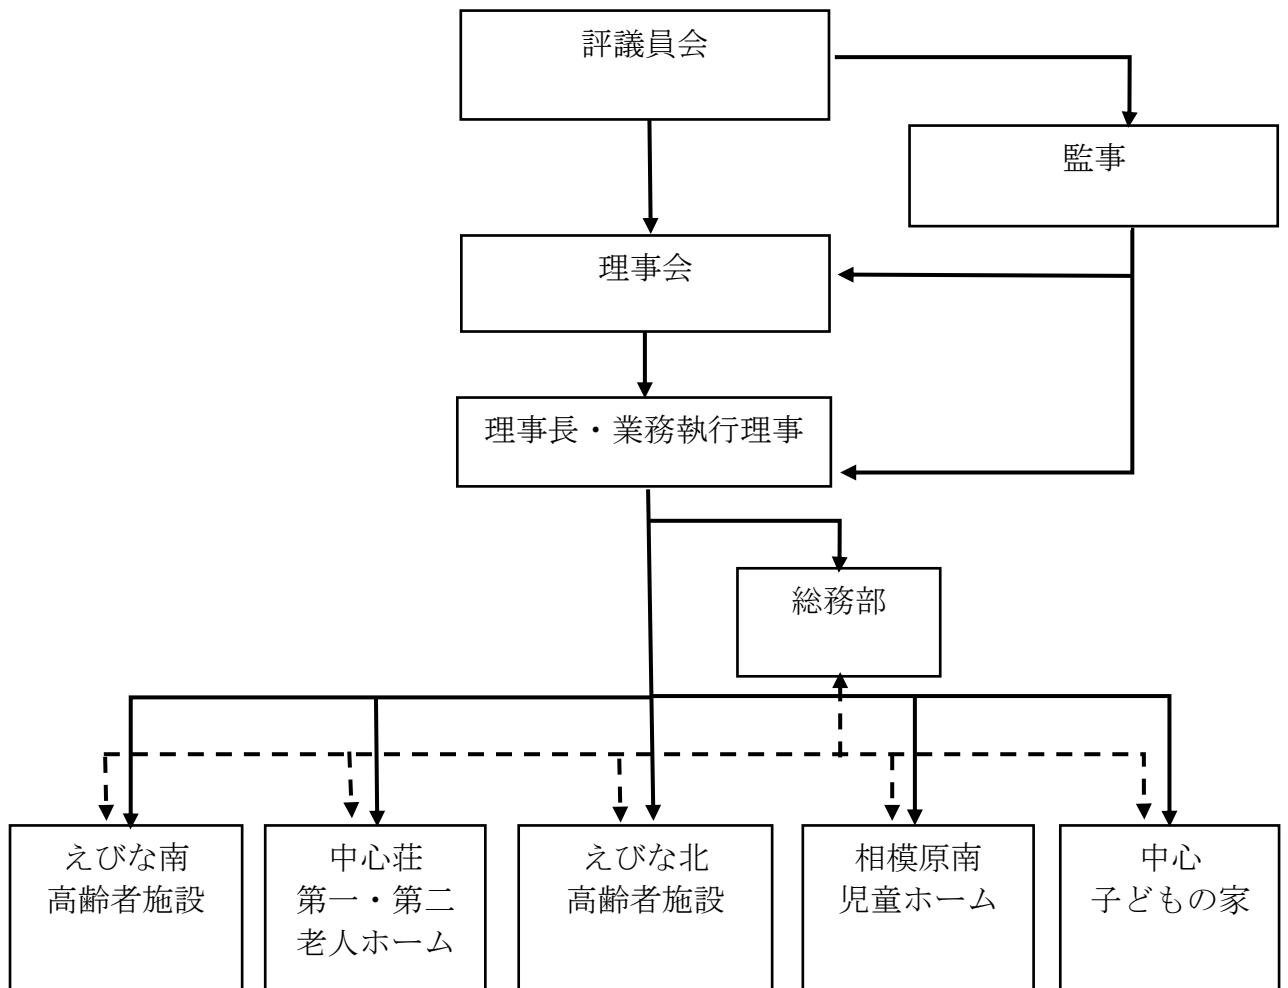 評議員会
監事
理事会
理事長・業務執行理事
総務部
えびな南
高齢者施設
中心荘
第一・第二
老人ホーム
えびな北
高齢者施設
相模原南
児童ホーム
中心
子どもの家